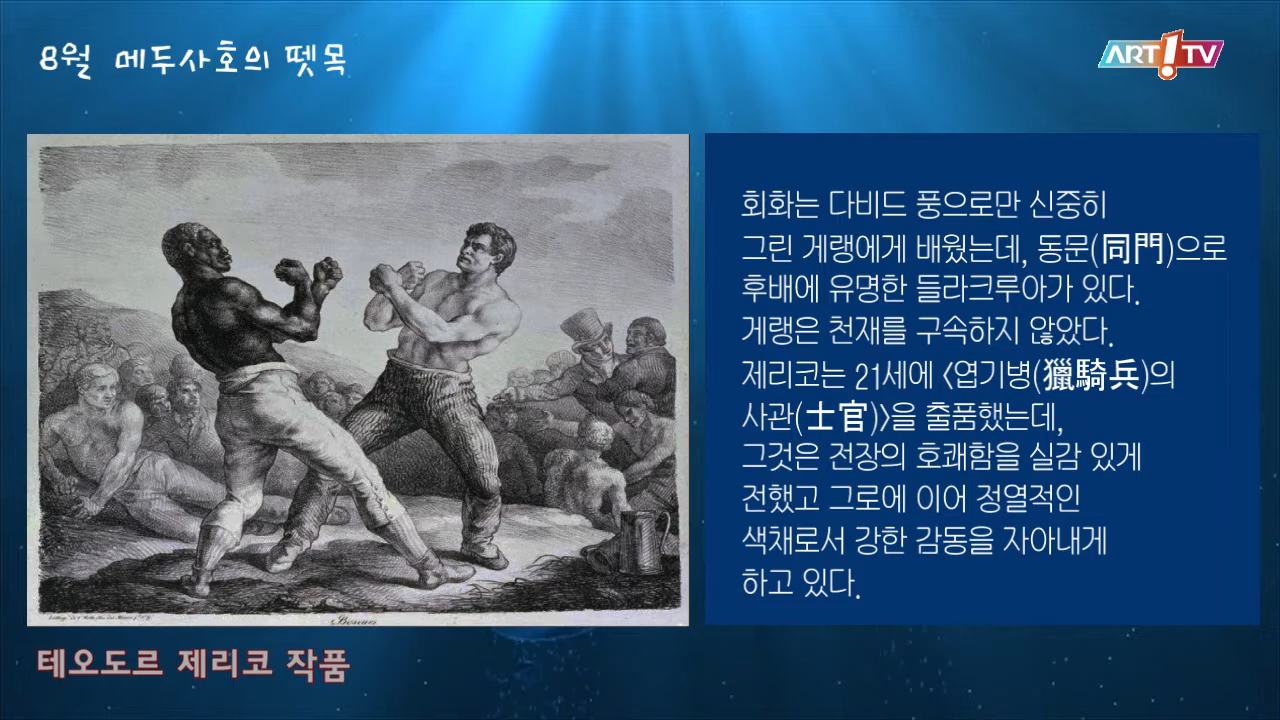 8월 메두사호의 뗏목
ART!TV
회화는 다비드 풍으로만 신중히
그린 게랭에게 배웠는데, 동문(同門)으로
후배에 유명한 들라크루아가 있다.
게랭은 천재를 구속하지 않았다.
제리코는 21세에 〈엽기병(獵騎兵)의
사관(士官)〉을 출품했는데,
그것은 전장의 호쾌함을 실감 있게
전했고 그로에 이어 정열적인
색채로서 강한 감동을 자아내게
하고 있다.
Boxeurs
테오도르 제리코 작품